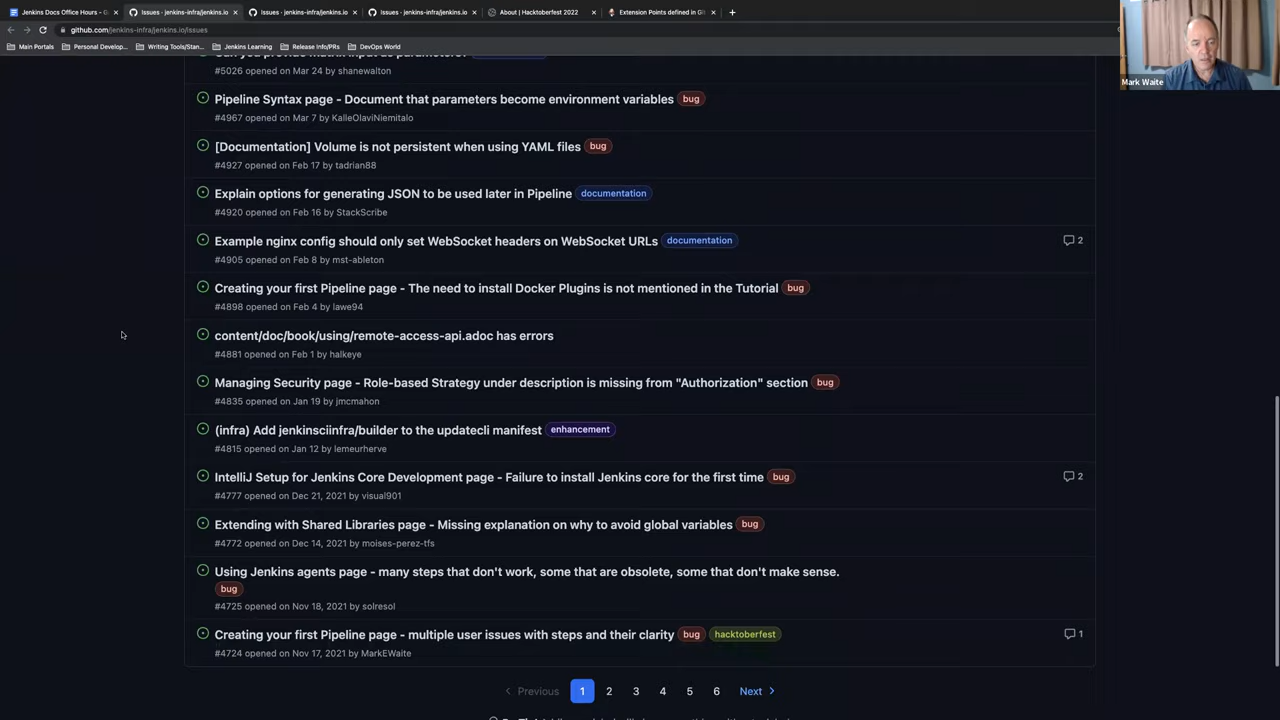 Jenkins Docs Office Hours - G
Issues · jenkins-infra/jenkins.io
Issues · jenkins-infra/jenkins.io
Issues · jenkins-infra/jenkins.io
About | Hacktoberfest 2022
Extension Points defined in Git
github.com/jenkins-infra/jenkins.io/issues
Main Portals
Personal Develop...
Writing Tools/Stan...
Jenkins Learning
Release Info/PRs
DevOps World
Mark Waite
#5026 opened on Mar 24 by shanewalton
Pipeline Syntax page - Document that parameters become environment variables bug
#4967 opened on Mar 7 by KalleOlaviNiemitalo
[Documentation] Volume is not persistent when using YAML files bug
#4927 opened on Feb 17 by tadrian88
Explain options for generating JSON to be used later in Pipeline documentation
#4920 opened on Feb 16 by StackScribe
Example nginx config should only set WebSocket headers on WebSocket URLs documentation 2
#4905 opened on Feb 8 by mst-ableton
Creating your first Pipeline page - The need to install Docker Plugins is not mentioned in the Tutorial bug
#4898 opened on Feb 4 by lawe94
content/doc/book/using/remote-access-api.adoc has errors
#4881 opened on Feb 1 by halkeye
Managing Security page - Role-based Strategy under description is missing from "Authorization" section bug
#4835 opened on Jan 19 by jmcmahon
(infra) Add jenkinsciinfra/builder to the updatecli manifest enhancement
#4815 opened on Jan 12 by lemeurherve
IntelliJ Setup for Jenkins Core Development page - Failure to install Jenkins core for the first time bug 2
#4777 opened on Dec 21, 2021 by visual901
Extending with Shared Libraries page - Missing explanation on why to avoid global variables bug
#4772 opened on Dec 14, 2021 by moises-perez-tfs
Using Jenkins agents page - many steps that don't work, some that are obsolete, some that don't make sense.
bug
#4725 opened on Nov 18, 2021 by solresol
Creating your first Pipeline page - multiple user issues with steps and their clarity bug hacktoberfest 1
#4724 opened on Nov 17, 2021 by MarkEWaite
Previous 1 2 3 4 5 6 Next